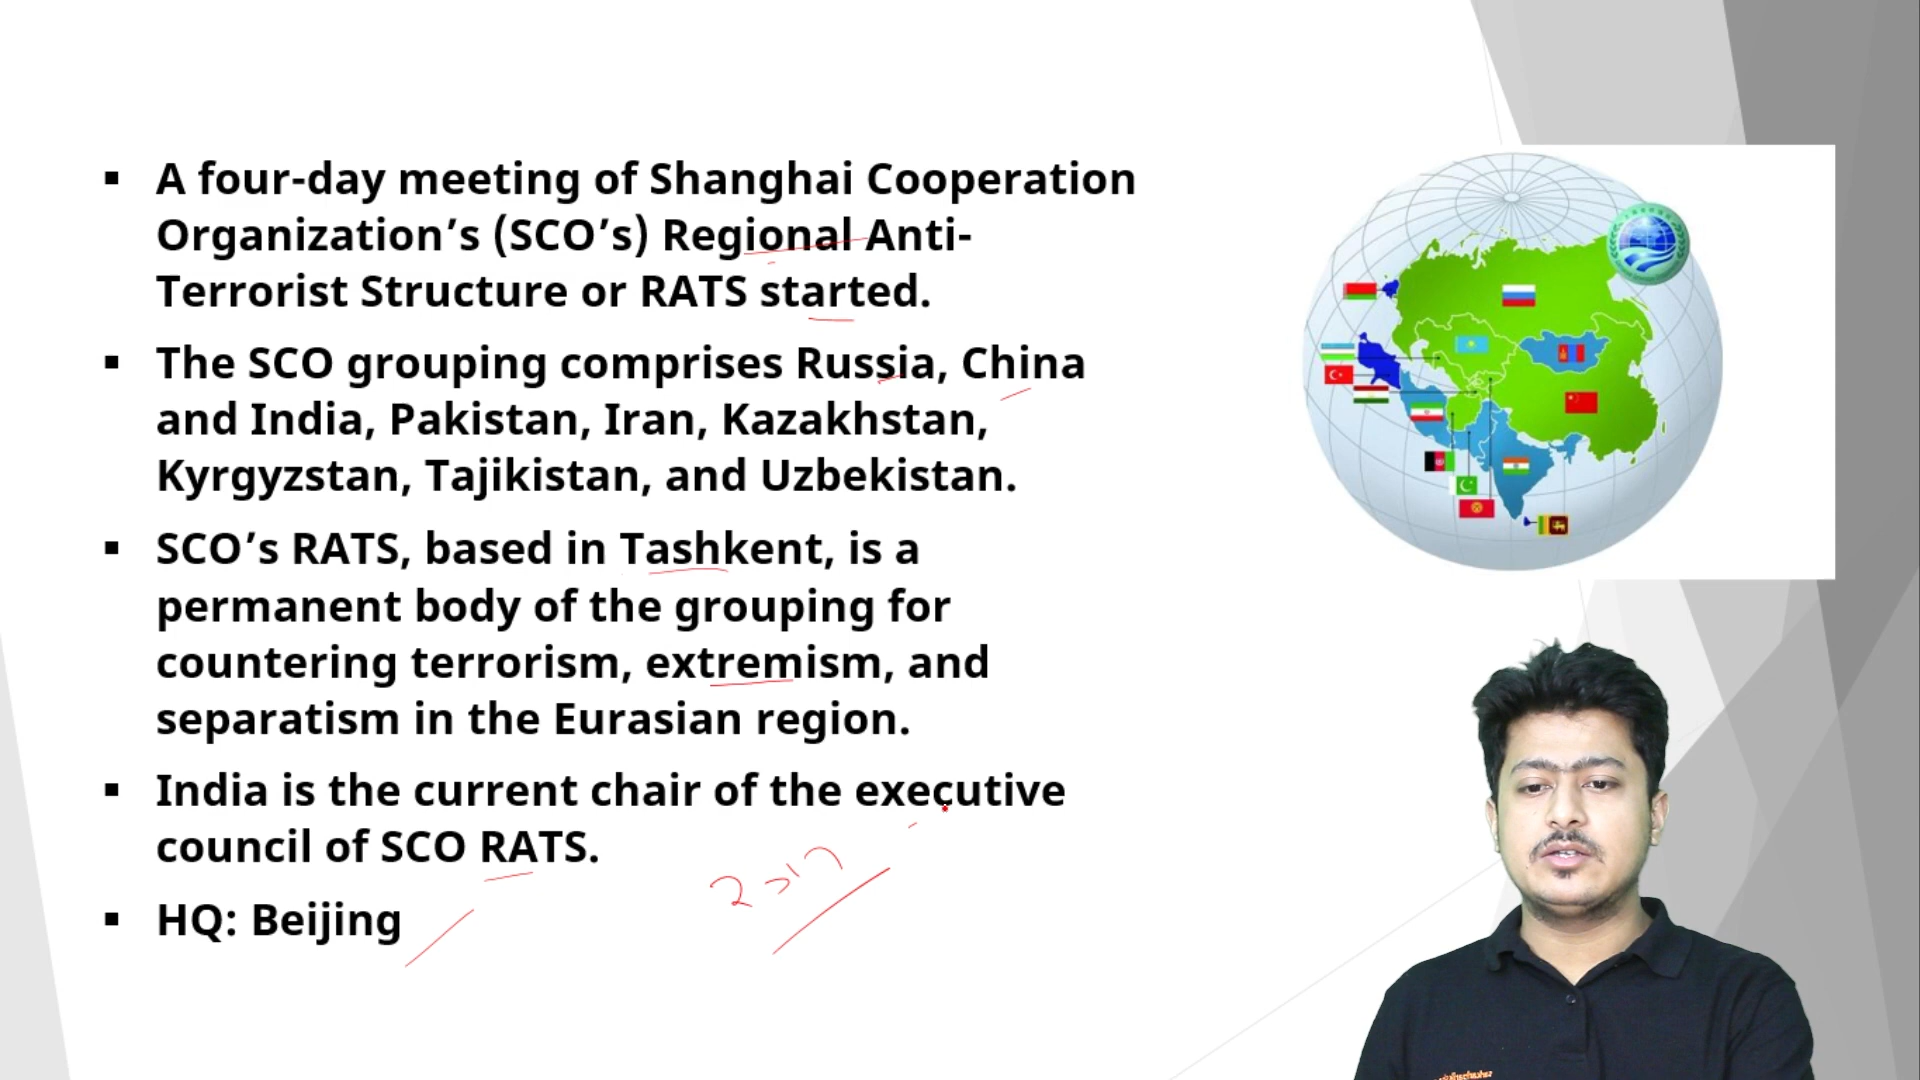 ▪ A four-day meeting of Shanghai Cooperation
Organization’s (SCO’s) Regional Anti-
Terrorist Structure or RATS started.
▪ The SCO grouping comprises Russia, China
and India, Pakistan, Iran, Kazakhstan,
Kyrgyzstan, Tajikistan, and Uzbekistan.
▪ SCO’s RATS, based in Tashkent, is a
permanent body of the grouping for
countering terrorism, extremism, and
separatism in the Eurasian region.
▪ India is the current chair of the executive
council of SCO RATS.
2017
▪ HQ: Beijing